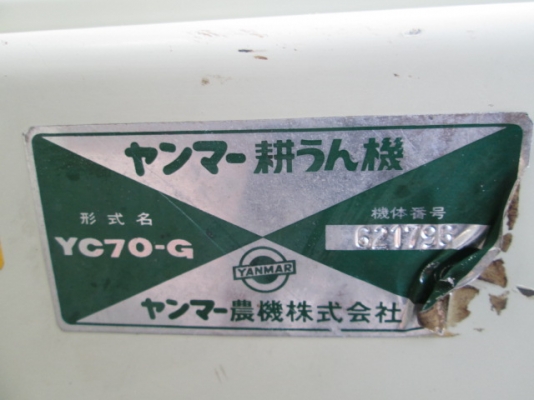 ヤンマー耕うん機
形式名
YC70-G
機体番号
YANMAR
ヤンマー農機株式会社